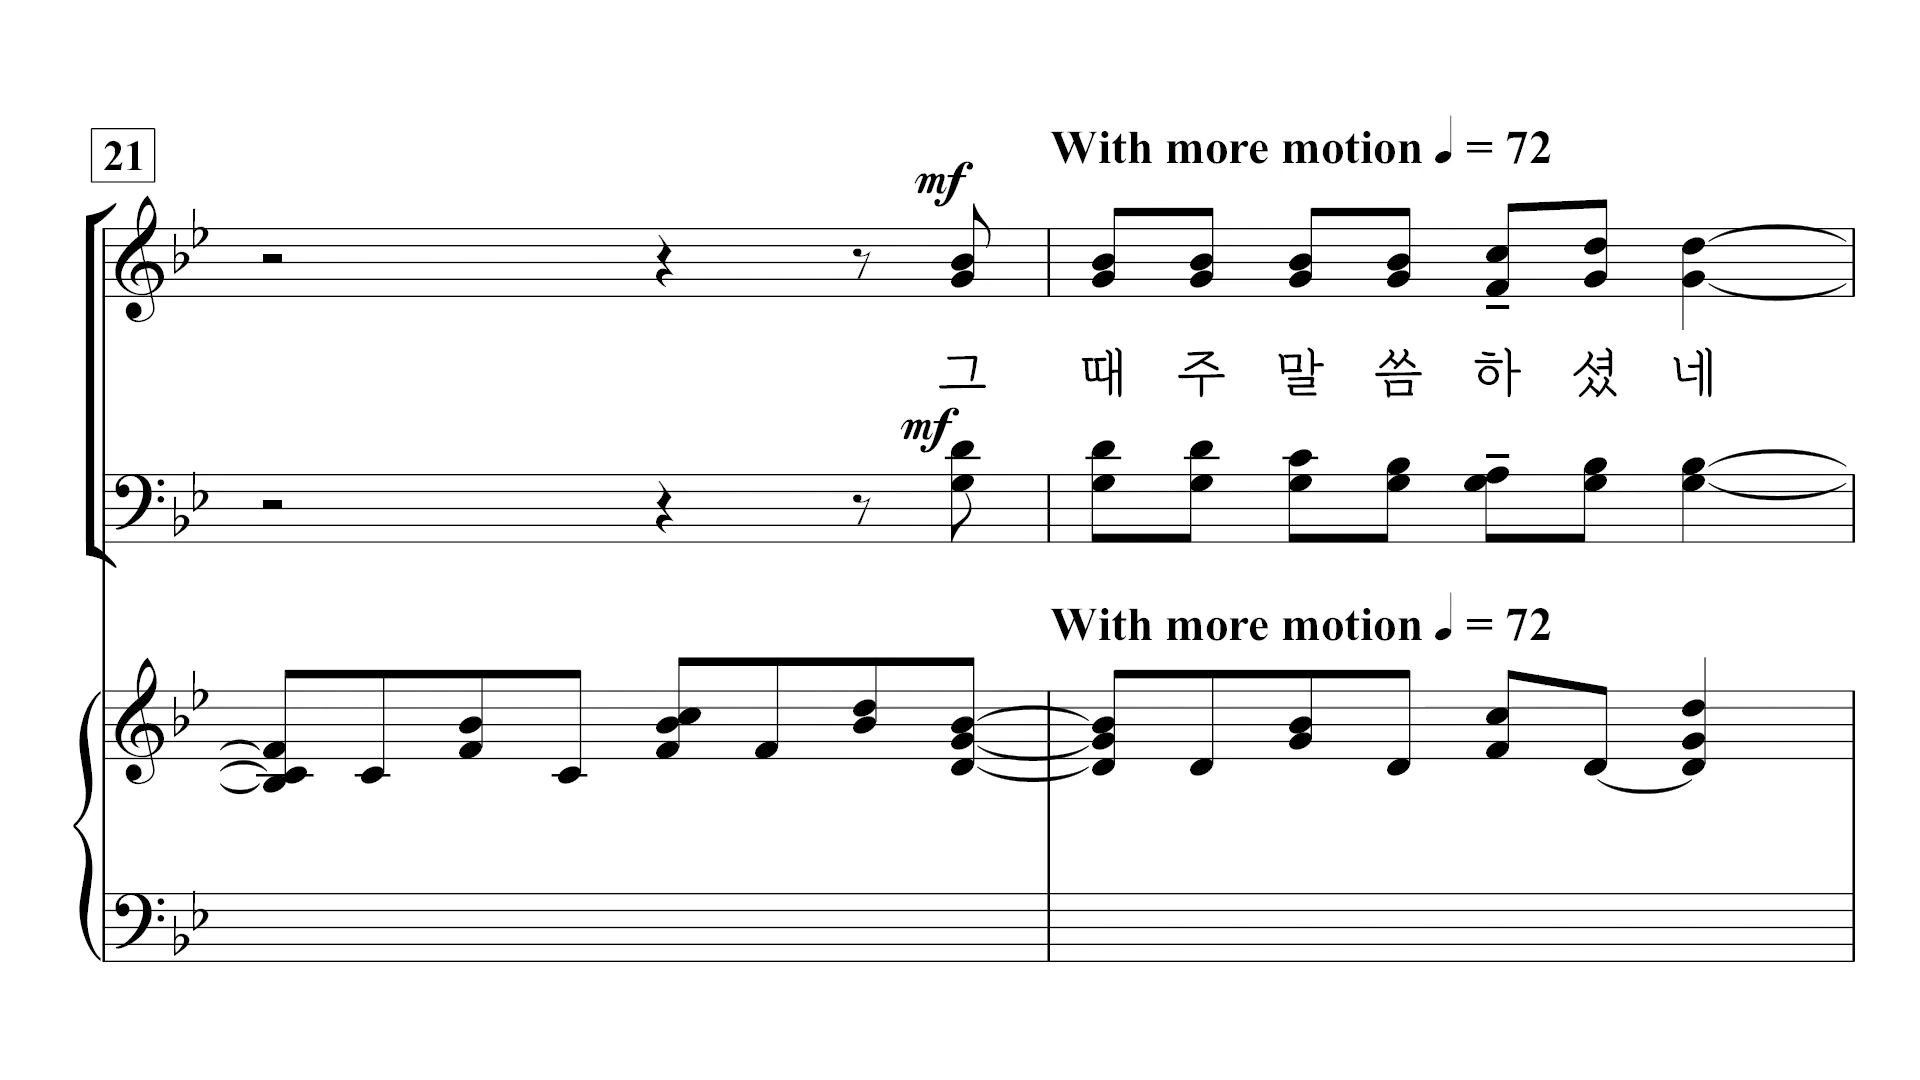 21
mf
With more motion ♩ = 72
그 때 주 말 씀 하 셨 네
mf
With more motion ♩ = 72